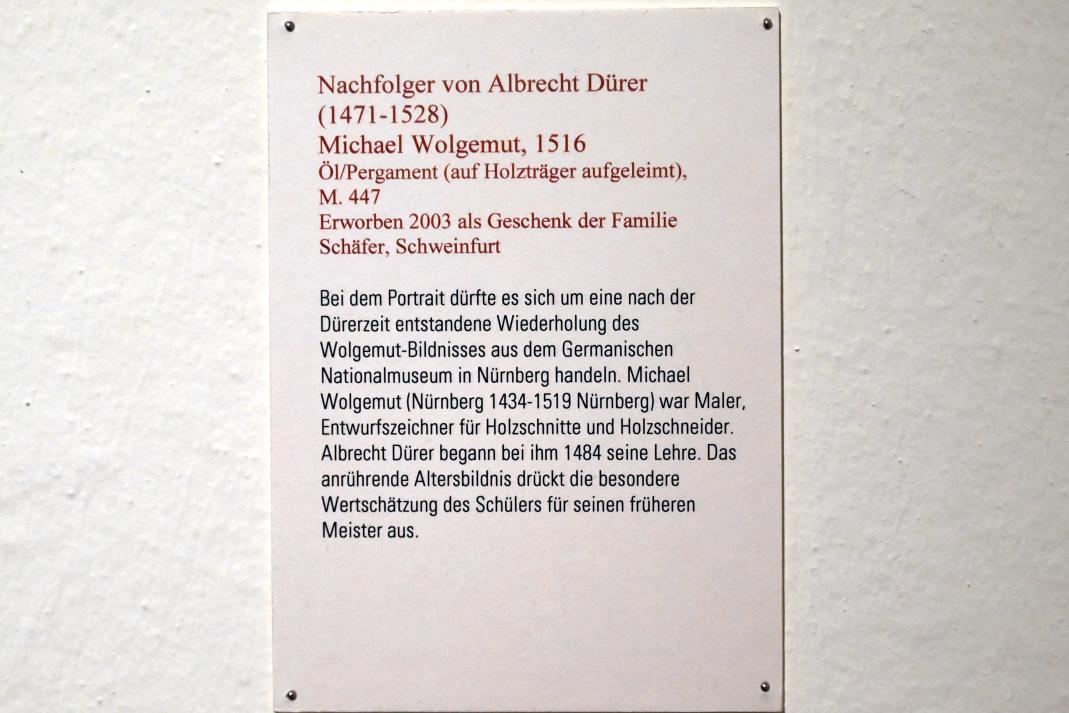 Nachfolger von Albrecht Dürer
(1471-1528)
Michael Wolgemut, 1516
Öl/Pergament (auf Holzträger aufgeleimt),
M. 447
Erworben 2003 als Geschenk der Familie
Schäfer, Schweinfurt
Bei dem Portrait dürfte es sich um eine nach der
Dürerzeit entstandene Wiederholung des
Wolgemut-Bildnisses aus dem Germanischen
Nationalmuseum in Nürnberg handeln. Michael
Wolgemut (Nürnberg 1434-1519 Nürnberg) war Maler,
Entwurfszeichner für Holzschnitte und Holzschneider.
Albrecht Dürer begann bei ihm 1484 seine Lehre. Das
anrührende Altersbildnis drückt die besondere
Wertschätzung des Schülers für seinen früheren
Meister aus.